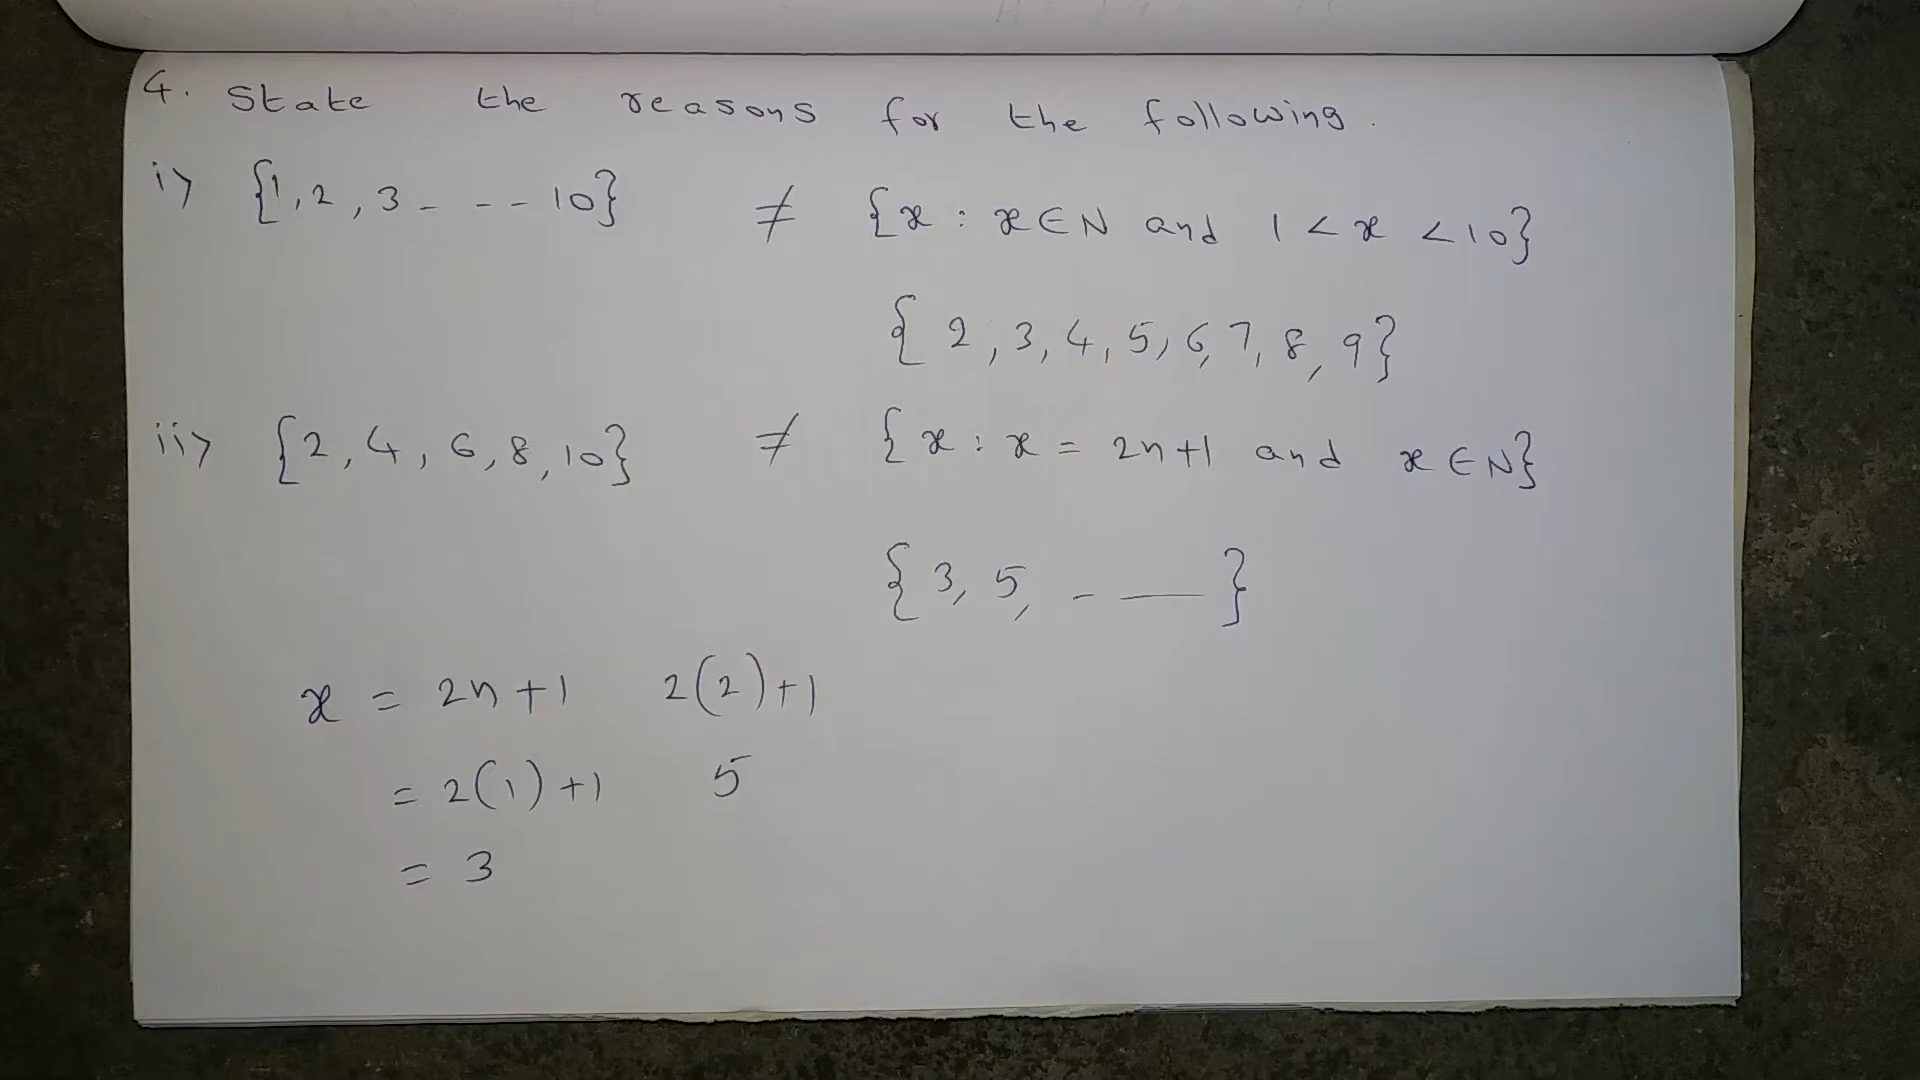 4. State the reasons for the following.
i> {1, 2, 3 - - - 10} ≠ {x : x ∈ N and 1 < x < 10}
{2, 3, 4, 5, 6, 7, 8, 9}
ii> {2, 4, 6, 8, 10} ≠ {x : x = 2n+1 and x ∈ N}
{3, 5, - — }
x = 2n+1 2(2)+1
= 2(1)+1 5
= 3